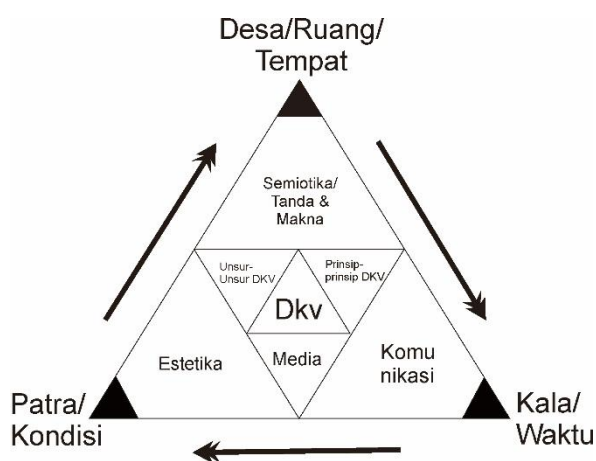 Desa/Ruang/
Tempat
Semiotika/
Tanda &
Makna
Unsur-
Unsur DKV
Prinsip-
prinsip DKV
Dkv
Estetika
Media
Komu
nikasi
Patra/
Kondisi
Kala/
Waktu